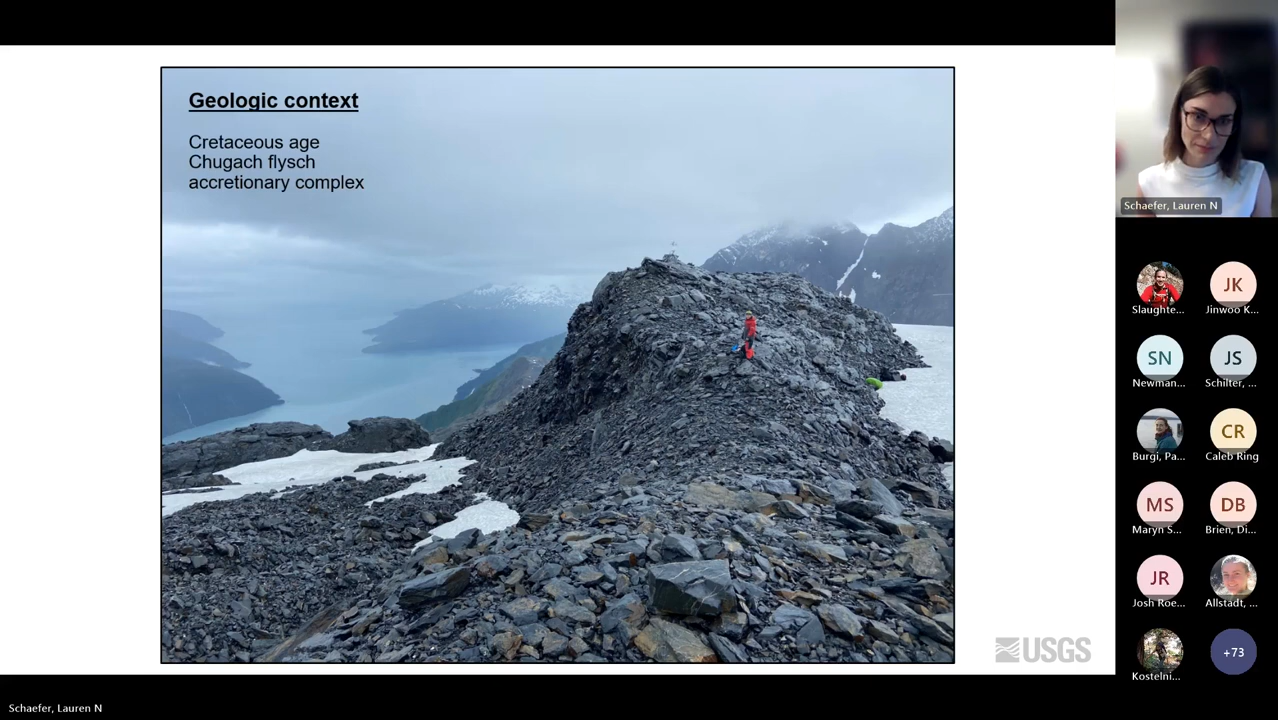 Geologic context
Cretaceous age
Chugach flysch
accretionary complex
USGS
Schaefer, Lauren N
Slaughte...
Jinwoo K...
JK
SN
Newman...
JS
Schilter, ...
Burgi, Pa...
CR
Caleb Ring
MS
Maryn S...
DB
Brien, Di...
JR
Josh Roe...
Allstadt, ...
Kostelni...
+73
Schaefer, Lauren N